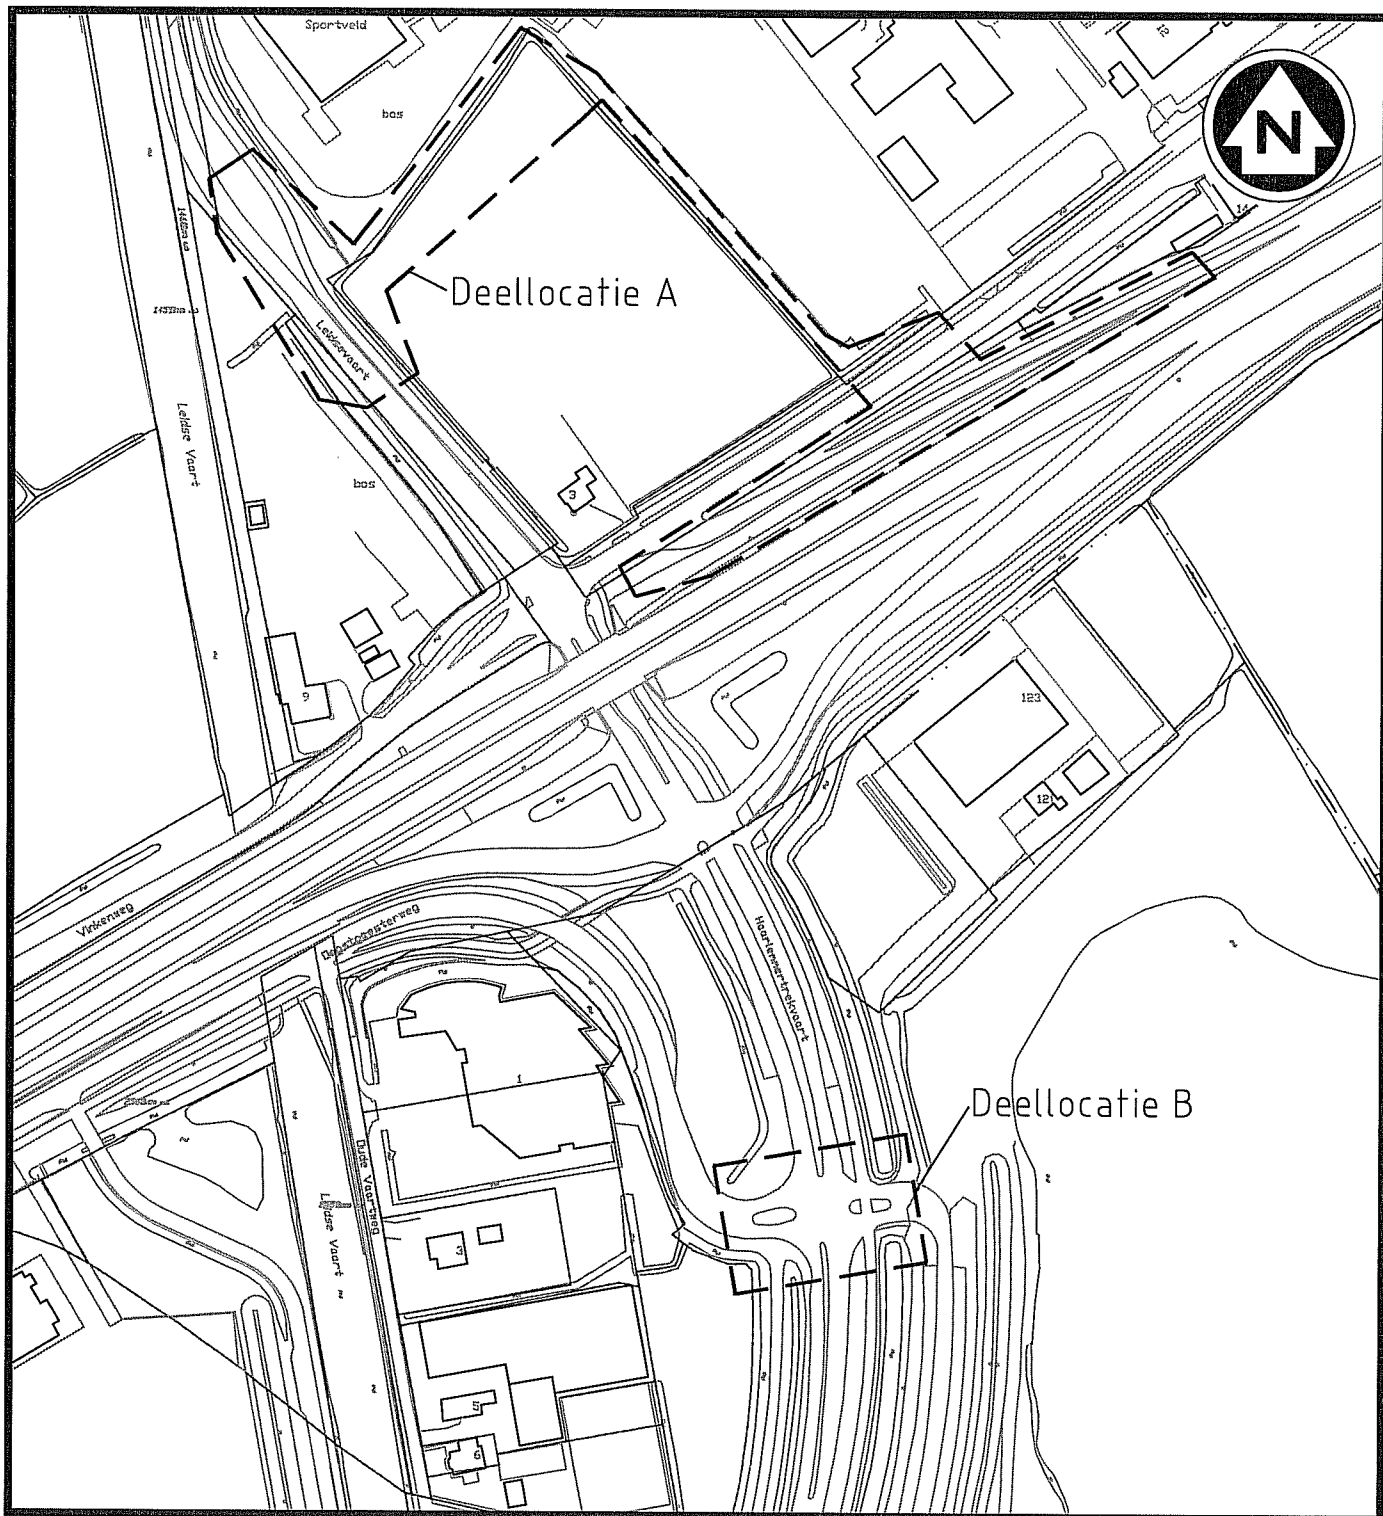 Sportveld
12
bos
N
14
Deellocatie A
Leidsevaart
Leidse Vaart
bos
3
9
123
Vinkenweg
Haarlemmertrekvaart
1
Deellocatie B
Oude Vaartweg
Leidse Vaart
3
5
6